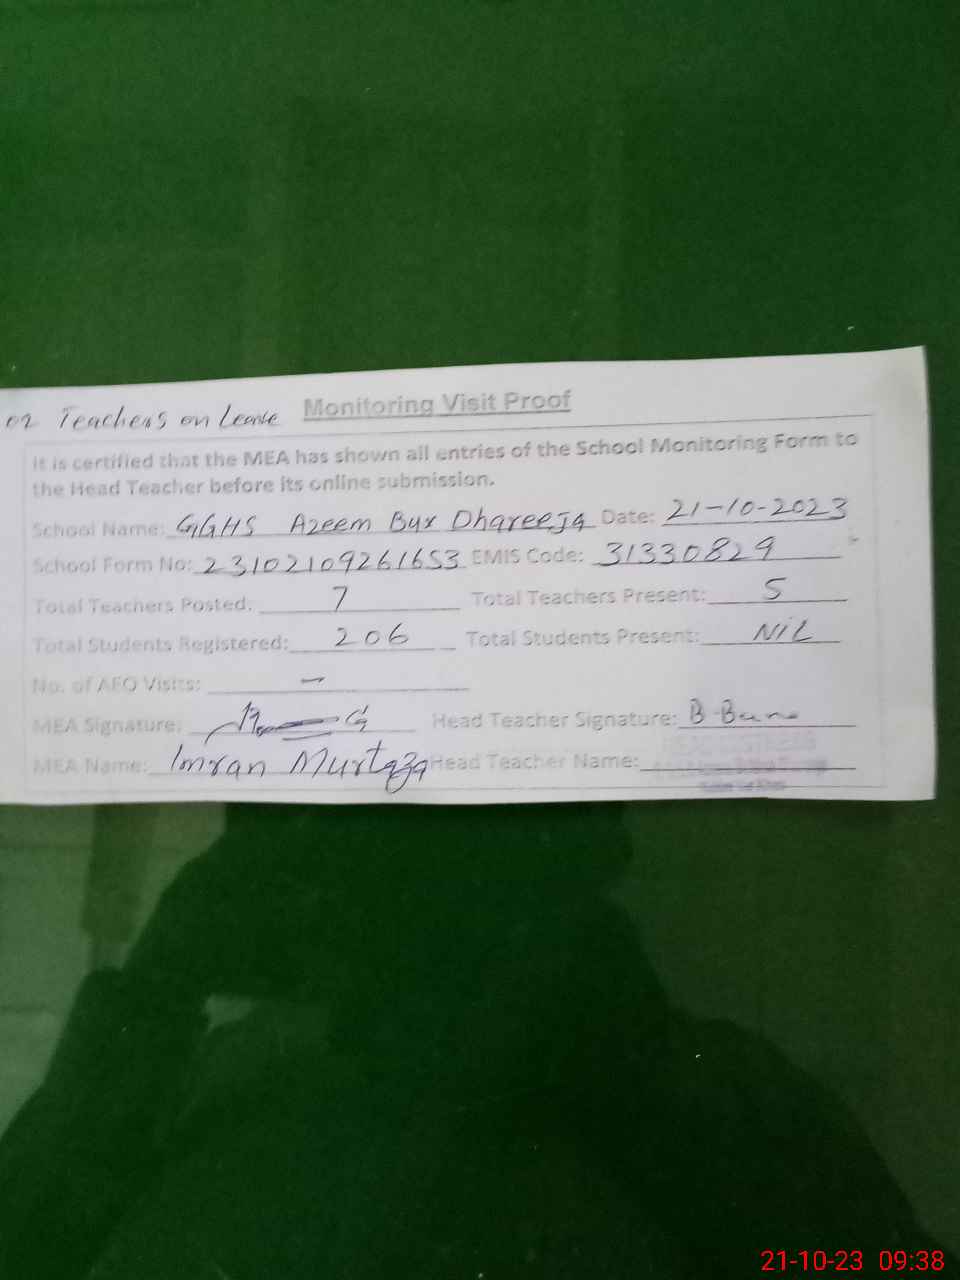 02 Teachers on Leave Monitoring Visit Proof
It is certified that the MEA has shown all entries of the School Monitoring Form to
the Head Teacher before its online submission.
School Name: GGHS Azeem Bux Dhareeja Date: 21-10-2023
School Form No: 23102109261653 EMIS Code: 31330829
Total Teachers Posted: 7 Total Teachers Present: 5
Total Students Registered: 206 Total Students Present: Nil
No. of AEO Visits: -
MEA Signature: Head Teacher Signature: B-Bano
MEA Name: Imran Murtaza Head Teacher Name:
21-10-23 09:38